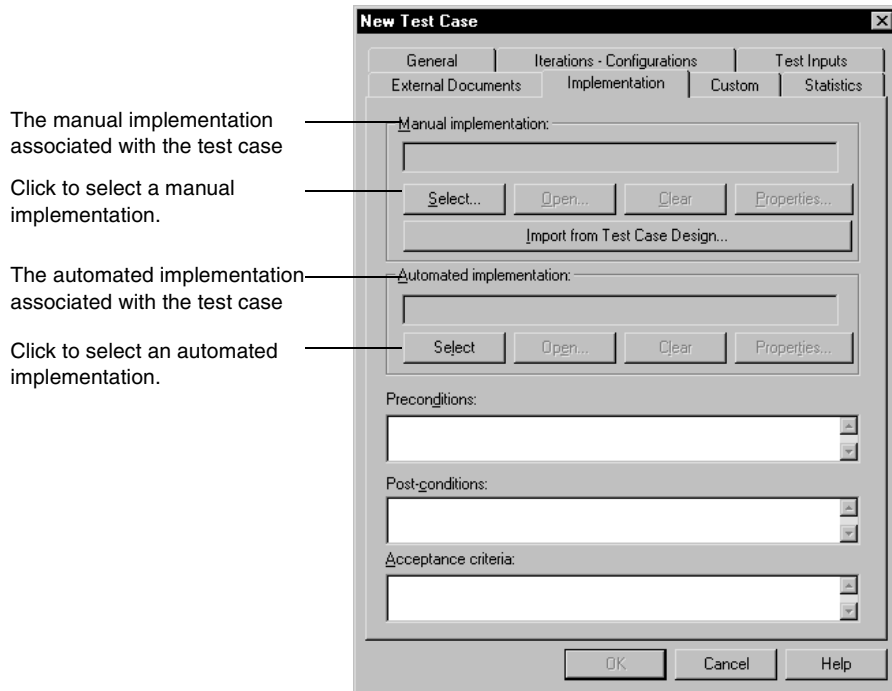 New Test Case
General
Iterations - Configurations
Test Inputs
External Documents
Implementation
Custom
Statistics
The manual implementation
associated with the test case
Manual implementation:
Click to select a manual
implementation.
Select...
Open...
Clear
Properties...
Import from Test Case Design...
The automated implementation
associated with the test case
Automated implementation:
Click to select an automated
implementation.
Select
Open...
Clear
Properties...
Preconditions:
Post-conditions:
Acceptance criteria:
OK
Cancel
Help